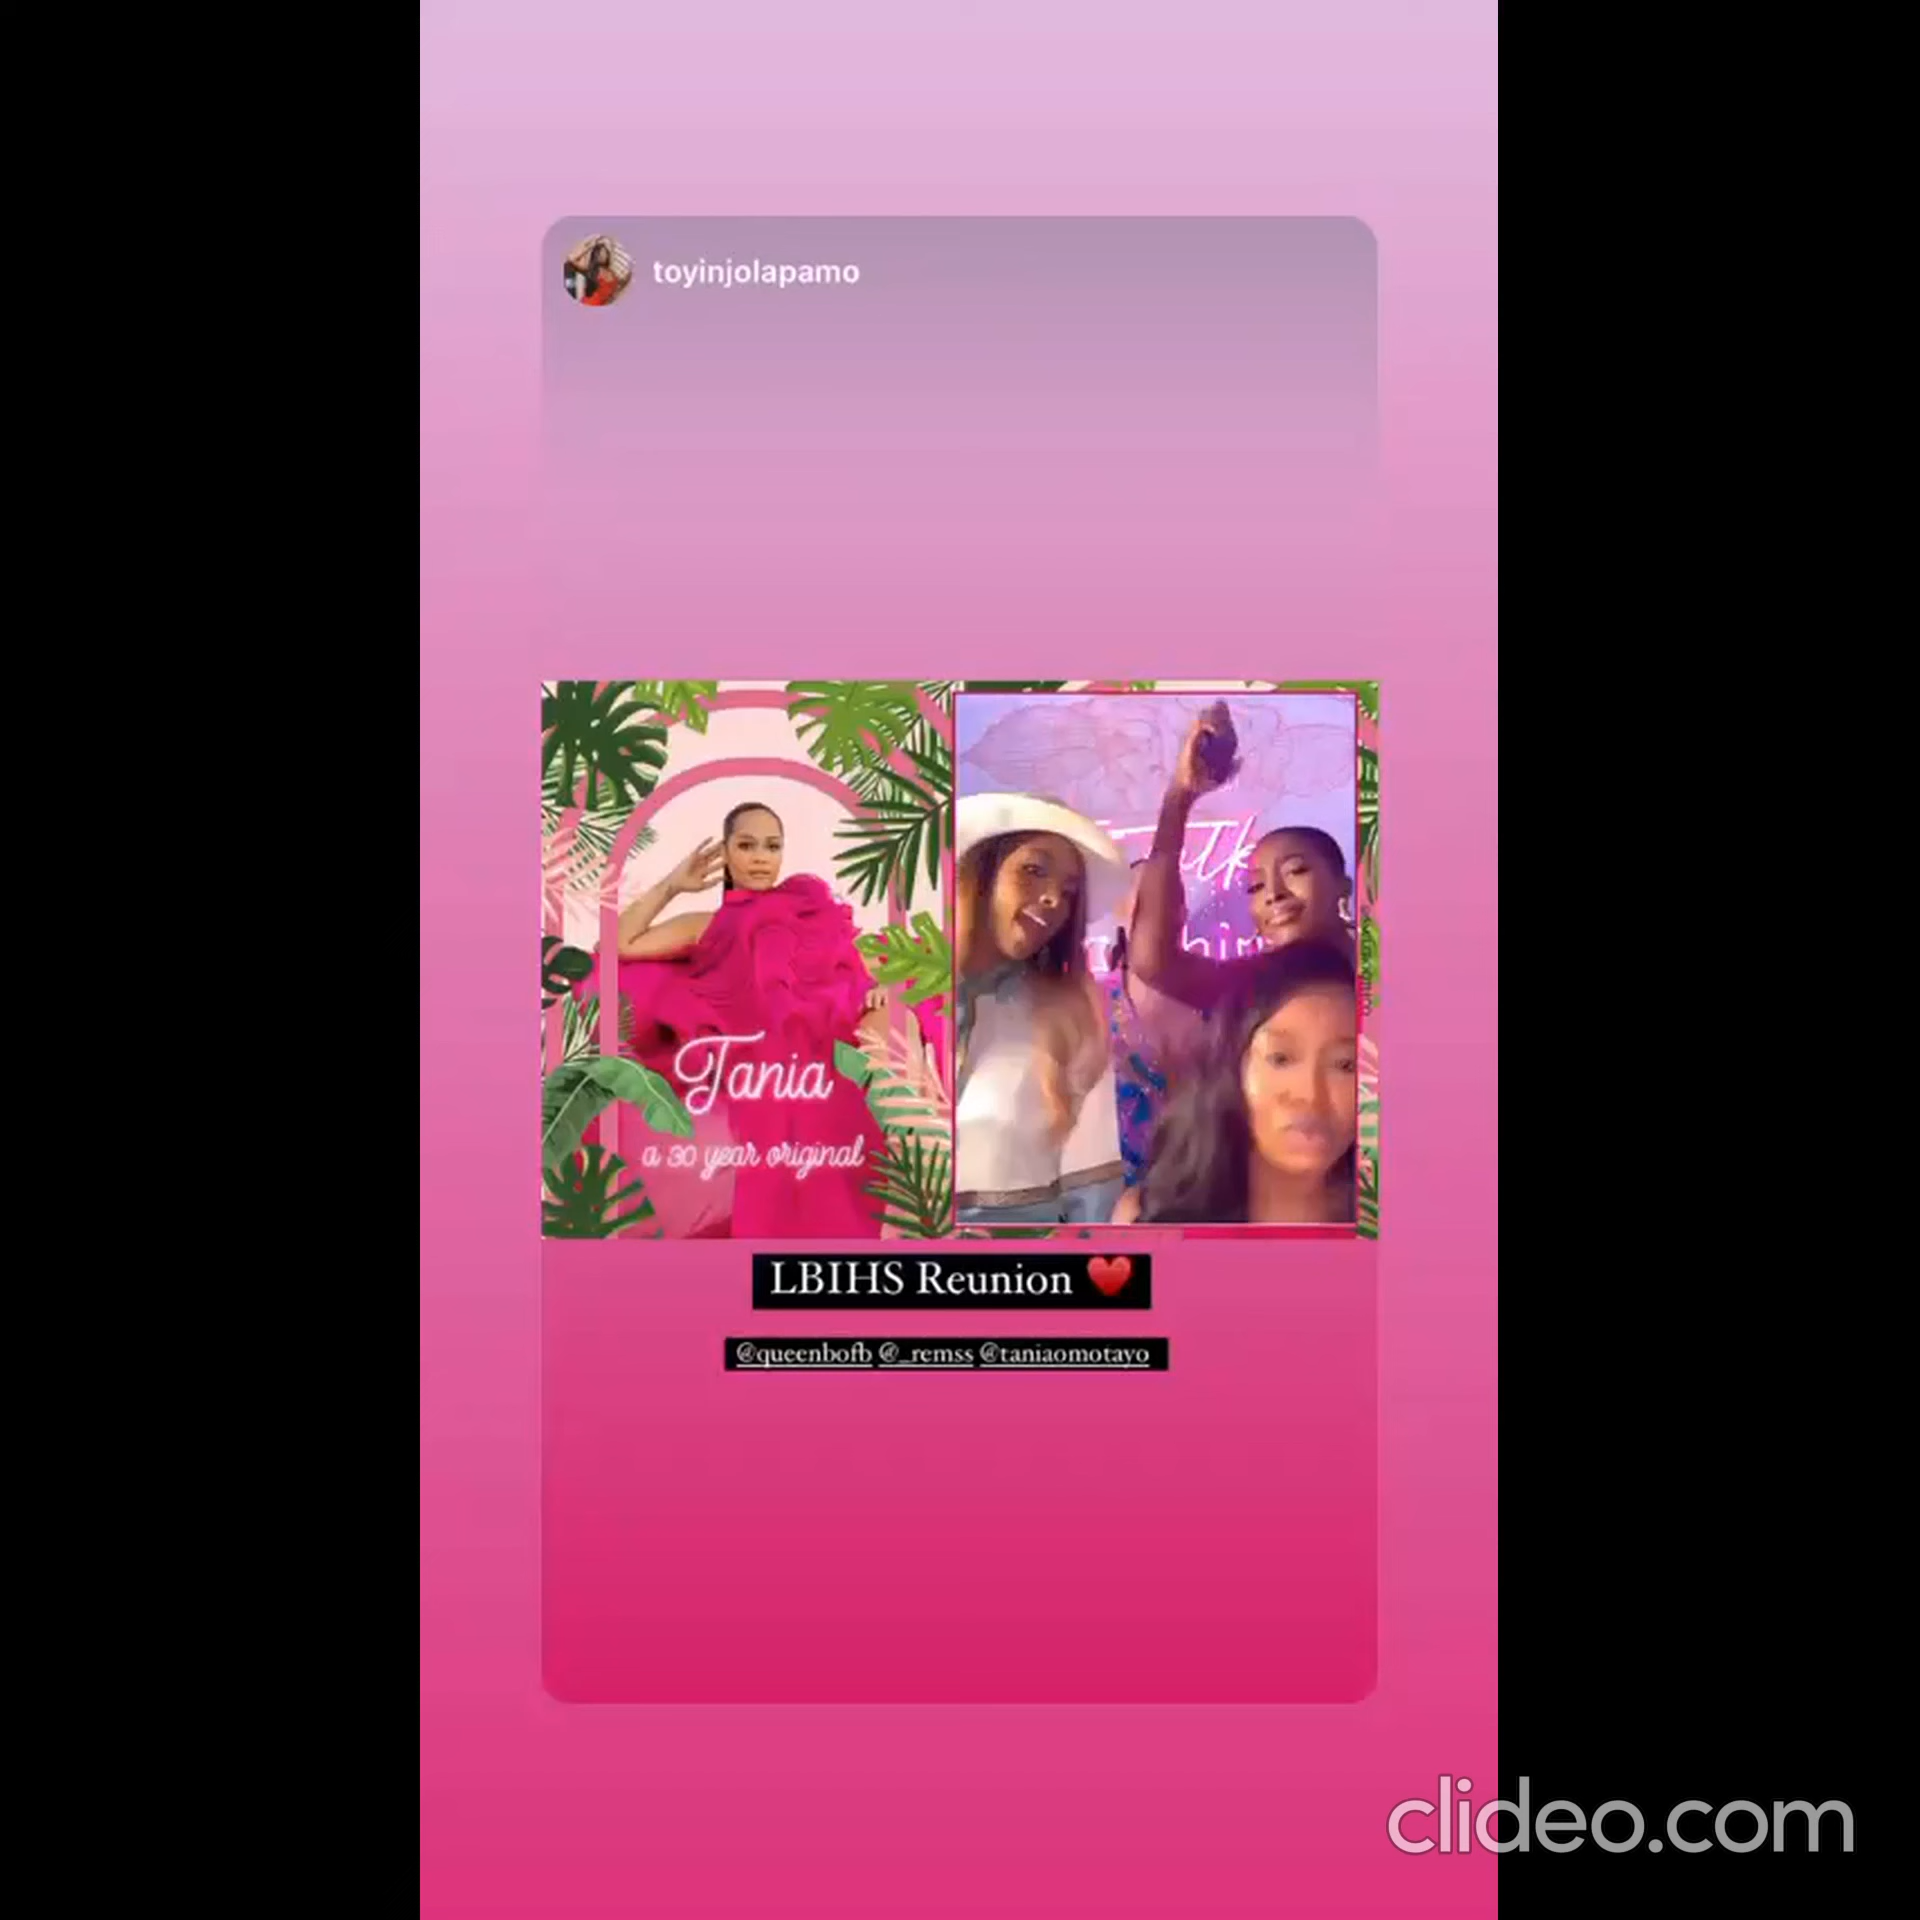 toyinjolapamo
Tania
a 30 year original
LBIHS Reunion ❤️
@queenbofb @_remss @taniaomotayo
clideo.com